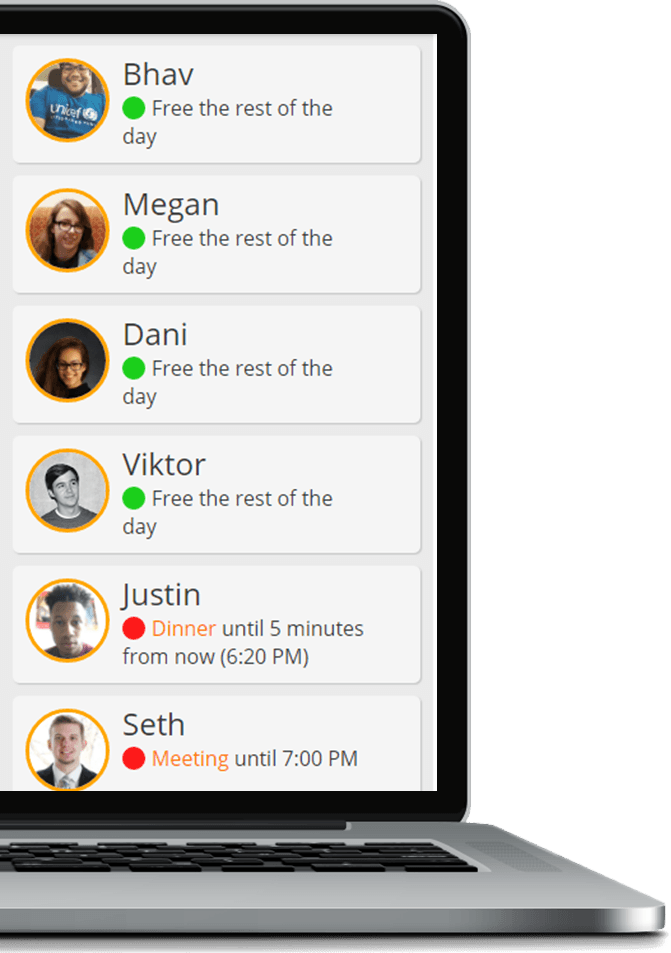 Bhav
unicef
Free the rest of the
day
Megan
Free the rest of the
day
Dani
Free the rest of the
day
Viktor
Free the rest of the
day
Justin
Dinner until 5 minutes
from now (6:20 PM)
Seth
Meeting until 7:00 PM